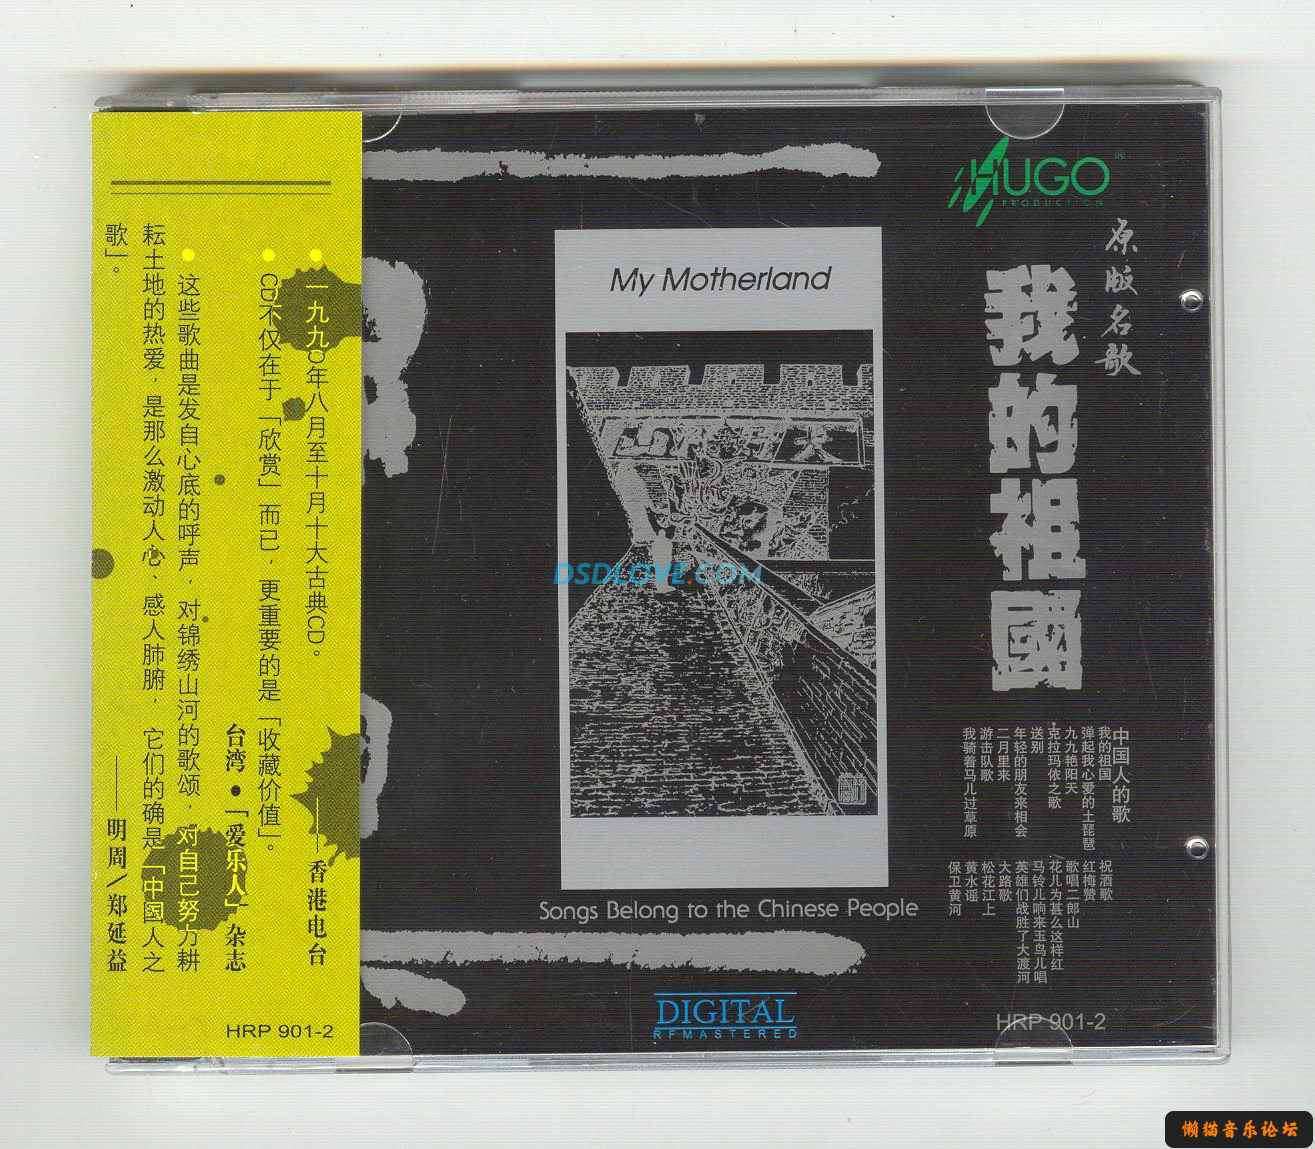 ● 一九九〇年八月至十月十大古典CD。
——香港电台
● CD不仅在于「欣赏」而已，更重要的是「收藏价值」。
台湾●「爱乐人」杂志
● 这些歌曲是发自心底的呼声，对锦绣山河的歌颂，对自己努力耕
耘土地的热爱，是那么激动人心、感人肺腑，它们的确是「中国人之
歌」。
——明周／郑延益
HRP 901-2
My Motherland
Songs Belong to the Chinese People
DIGITAL
REMASTERED
HUGO®
PRODUCTION
原版名歌
我的祖國
中国人的歌
我的祖国
弹起我心爱的土琵琶
九九艳阳天
克拉玛依之歌
送别
年轻的朋友来相会
二月里来
游击队歌
我骑着马儿过草原
祝酒歌
红梅赞
歌唱二郎山
花儿为甚么这样红
马铃儿响来玉鸟儿唱
英雄们战胜了大渡河
大路歌
松花江上
黄水谣
保卫黄河
HRP 901-2
DSDLOVE.COM
懒猫音乐论坛